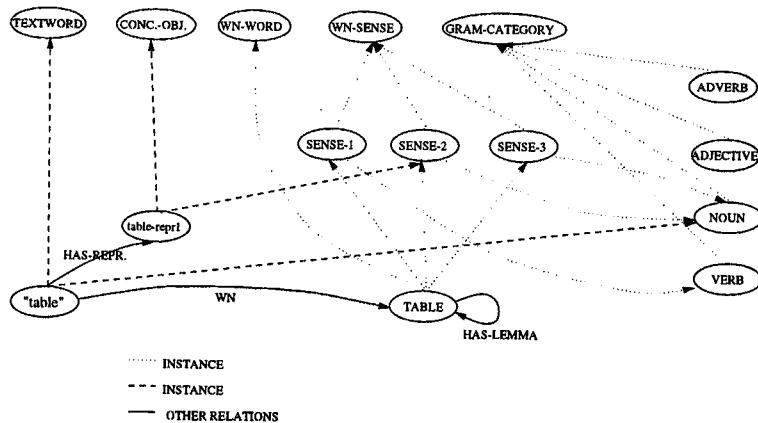 TEXTWORD CONC.-OBJ. WN-WORD WN-SENSE GRAM-CATEGORY
ADVERB
SENSE-1 SENSE-2 SENSE-3 ADJECTIVE
table-repr1 NOUN
HAS-REPR.
"table" WN TABLE VERB
HAS-LEMMA
INSTANCE
INSTANCE
OTHER RELATIONS